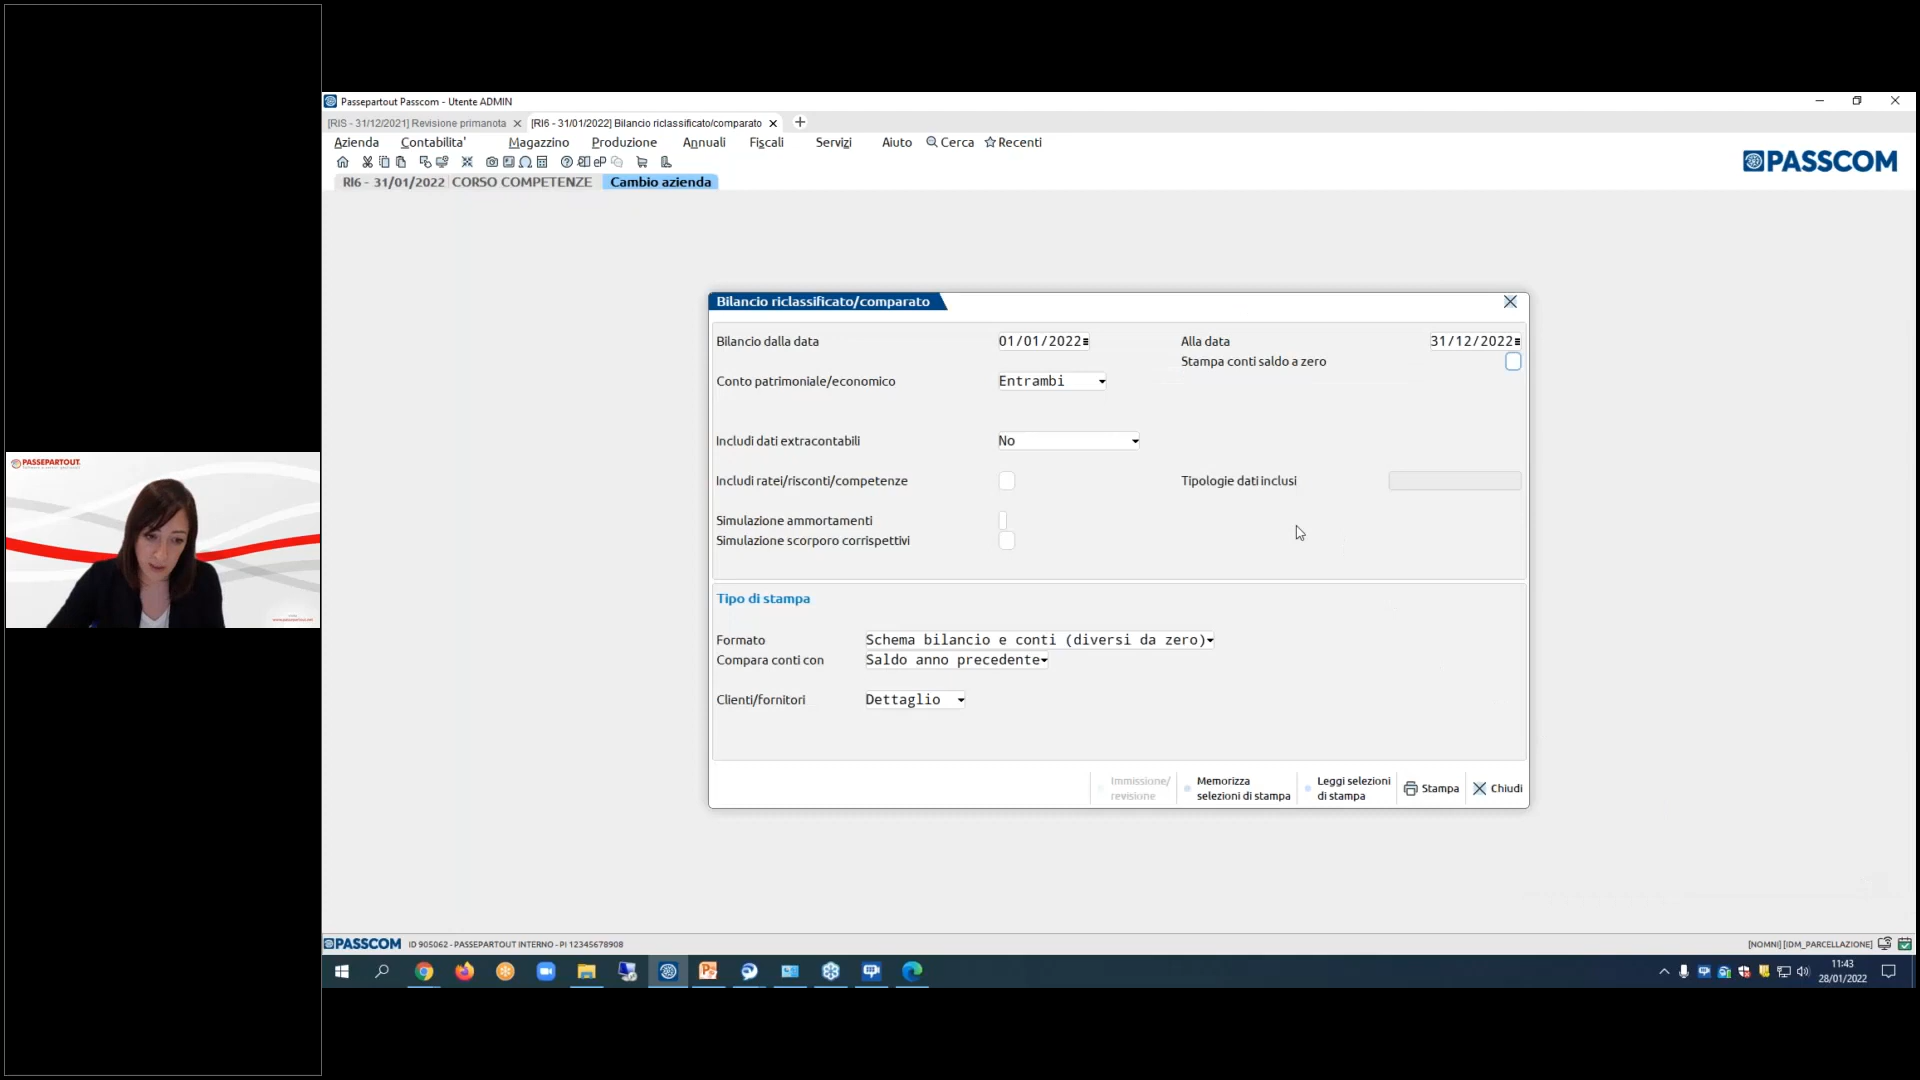 Passepartout Passcom - Utente ADMIN
[RIS - 31/12/2021] Revisione primanota
[RI6 - 31/01/2022] Bilancio riclassificato/comparato
Azienda Contabilita' Magazzino Produzione Annuali Fiscali Servizi Aiuto Cerca Recenti
PASSCOM
RI6 - 31/01/2022 CORSO COMPETENZE Cambio azienda
Bilancio riclassificato/comparato
Bilancio dalla data 01/01/2022 Alla data 31/12/2022
Stampa conti saldo a zero
Conto patrimoniale/economico Entrambi
Includi dati extracontabili No
Includi ratei/risconti/competenze Tipologie dati inclusi
Simulazione ammortamenti
Simulazione scorporo corrispettivi
Tipo di stampa
Formato Schema bilancio e conti (diversi da zero)
Compara conti con Saldo anno precedente
Clienti/fornitori Dettaglio
Immissione/
revisione
Memorizza
selezioni di stampa
Leggi selezioni
di stampa
Stampa
Chiudi
PASSEPARTOUT
PASSCOM ID 905062 - PASSEPARTOUT INTERNO - PI 12345678908
[NOMNI] [IDM_PARCELLAZIONE]
11:43
28/01/2022